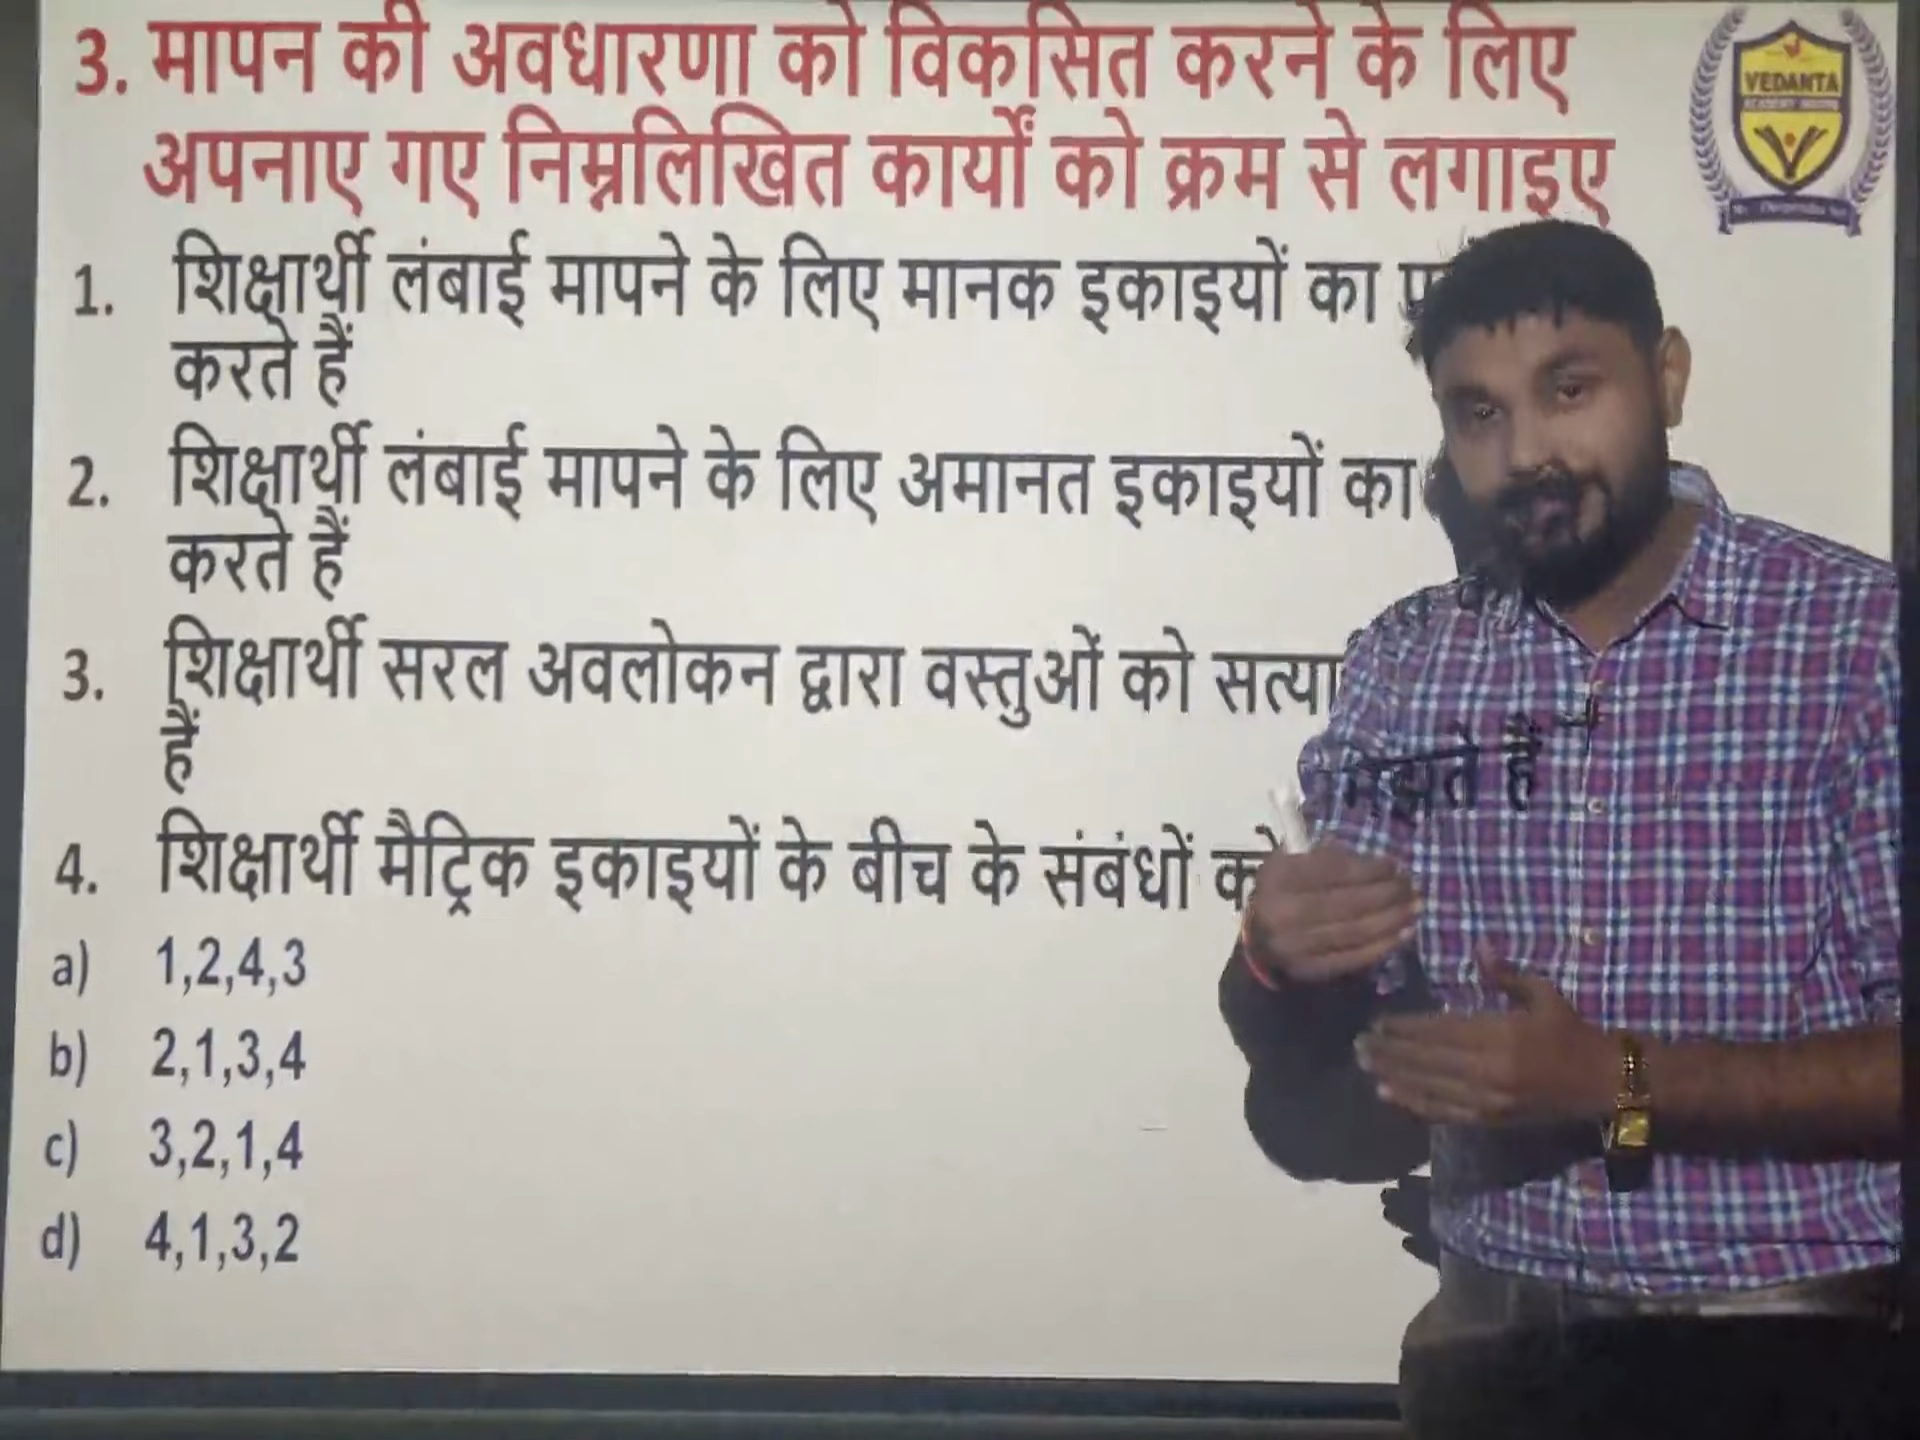 3. मापन की अवधारणा को विकसित करने के लिए
अपनाए गए निम्नलिखित कार्यों को क्रम से लगाइए
VEDANTA
1. शिक्षार्थी लंबाई मापने के लिए मानक इकाइयों का
करते हैं
2. शिक्षार्थी लंबाई मापने के लिए अमानत इकाइयों का
करते हैं
3. शिक्षार्थी सरल अवलोकन द्वारा वस्तुओं को
हैं
4. शिक्षार्थी मैट्रिक इकाइयों के बीच के संबंधों को
a) 1,2,4,3
b) 2,1,3,4
c) 3,2,1,4
d) 4,1,3,2